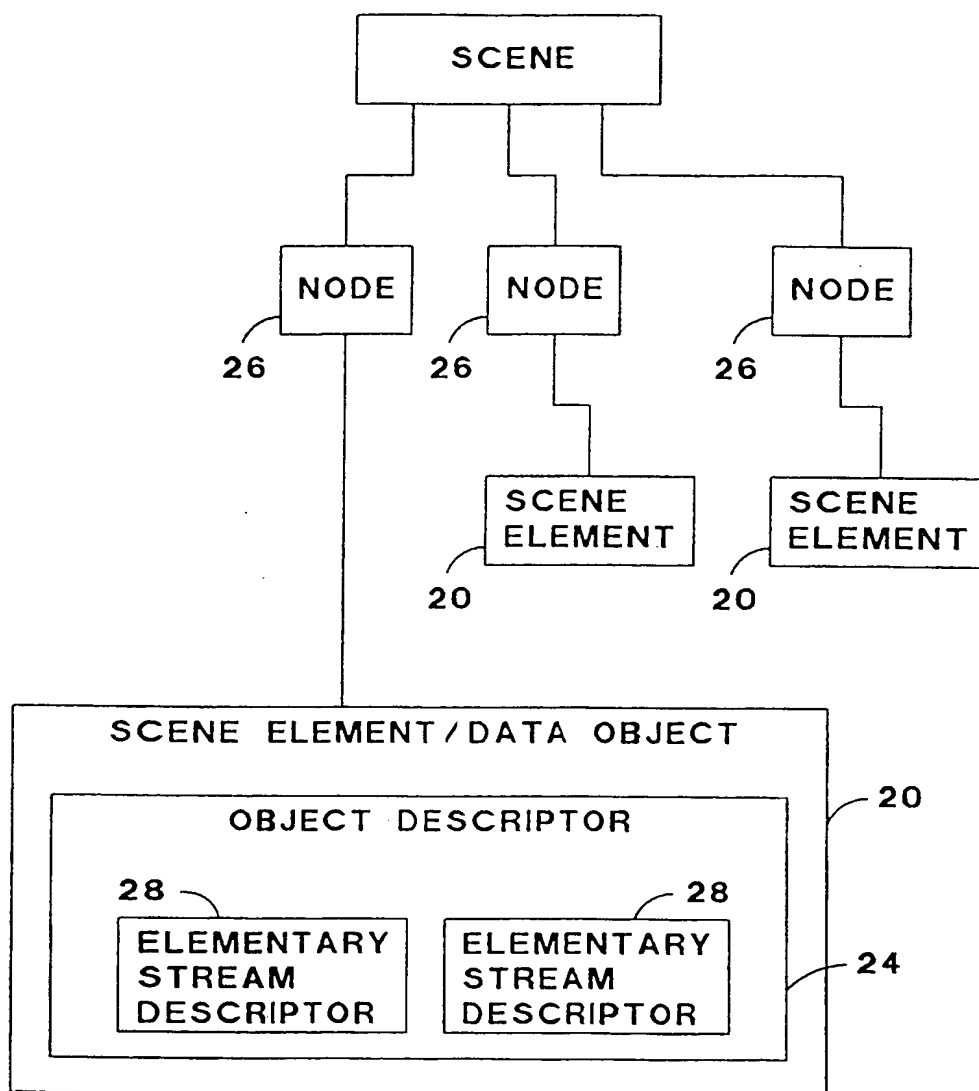 SCENE
NODE
NODE
NODE
26
26
26
SCENE
ELEMENT
SCENE
ELEMENT
20
20
SCENE ELEMENT/DATA OBJECT
20
OBJECT DESCRIPTOR
28
28
ELEMENTARY
STREAM
DESCRIPTOR
ELEMENTARY
STREAM
DESCRIPTOR
24